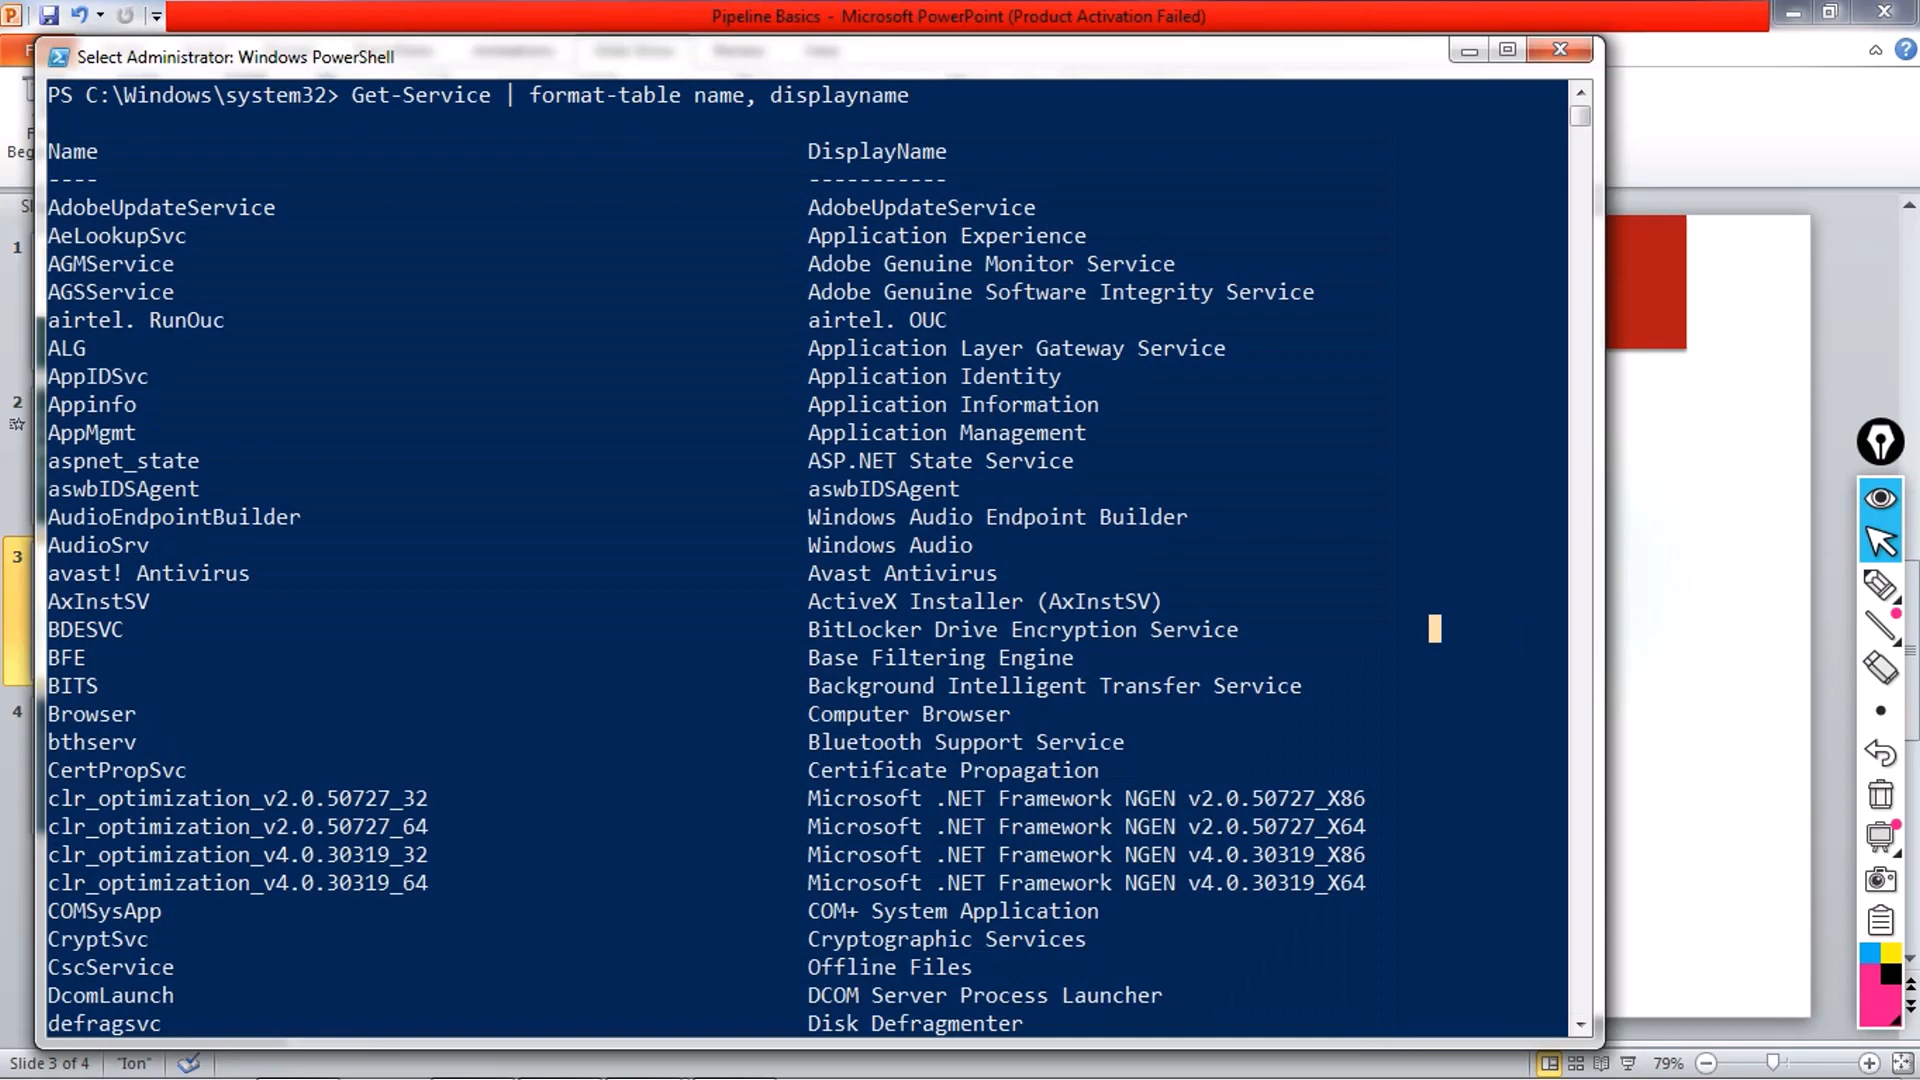 Pipeline Basics - Microsoft PowerPoint (Product Activation Failed)
Select Administrator: Windows PowerShell
PS C:\Windows\system32> Get-Service | format-table name, displayname
Name DisplayName
---- -----------
AdobeUpdateService AdobeUpdateService
AeLookupSvc Application Experience
AGMService Adobe Genuine Monitor Service
AGSService Adobe Genuine Software Integrity Service
airtel. RunOuc airtel. OUC
ALG Application Layer Gateway Service
AppIDSvc Application Identity
Appinfo Application Information
AppMgmt Application Management
aspnet_state ASP.NET State Service
aswbIDSAgent aswbIDSAgent
AudioEndpointBuilder Windows Audio Endpoint Builder
AudioSrv Windows Audio
avast! Antivirus Avast Antivirus
AxInstSV ActiveX Installer (AxInstSV)
BDESVC BitLocker Drive Encryption Service
BFE Base Filtering Engine
BITS Background Intelligent Transfer Service
Browser Computer Browser
bthserv Bluetooth Support Service
CertPropSvc Certificate Propagation
clr_optimization_v2.0.50727_32 Microsoft .NET Framework NGEN v2.0.50727_X86
clr_optimization_v2.0.50727_64 Microsoft .NET Framework NGEN v2.0.50727_X64
clr_optimization_v4.0.30319_32 Microsoft .NET Framework NGEN v4.0.30319_X86
clr_optimization_v4.0.30319_64 Microsoft .NET Framework NGEN v4.0.30319_X64
COMSysApp COM+ System Application
CryptSvc Cryptographic Services
CscService Offline Files
DcomLaunch DCOM Server Process Launcher
defragsvc Disk Defragmenter
1
2
3
4
Slide 3 of 4 "Ion" 79%